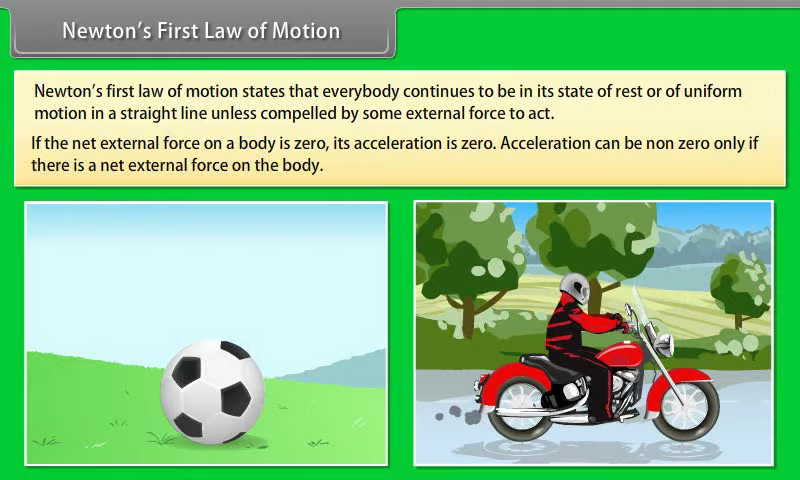 Newton's First Law of Motion
Newton's first law of motion states that everybody continues to be in its state of rest or of uniform
motion in a straight line unless compelled by some external force to act.
If the net external force on a body is zero, its acceleration is zero. Acceleration can be non zero only if
there is a net external force on the body.